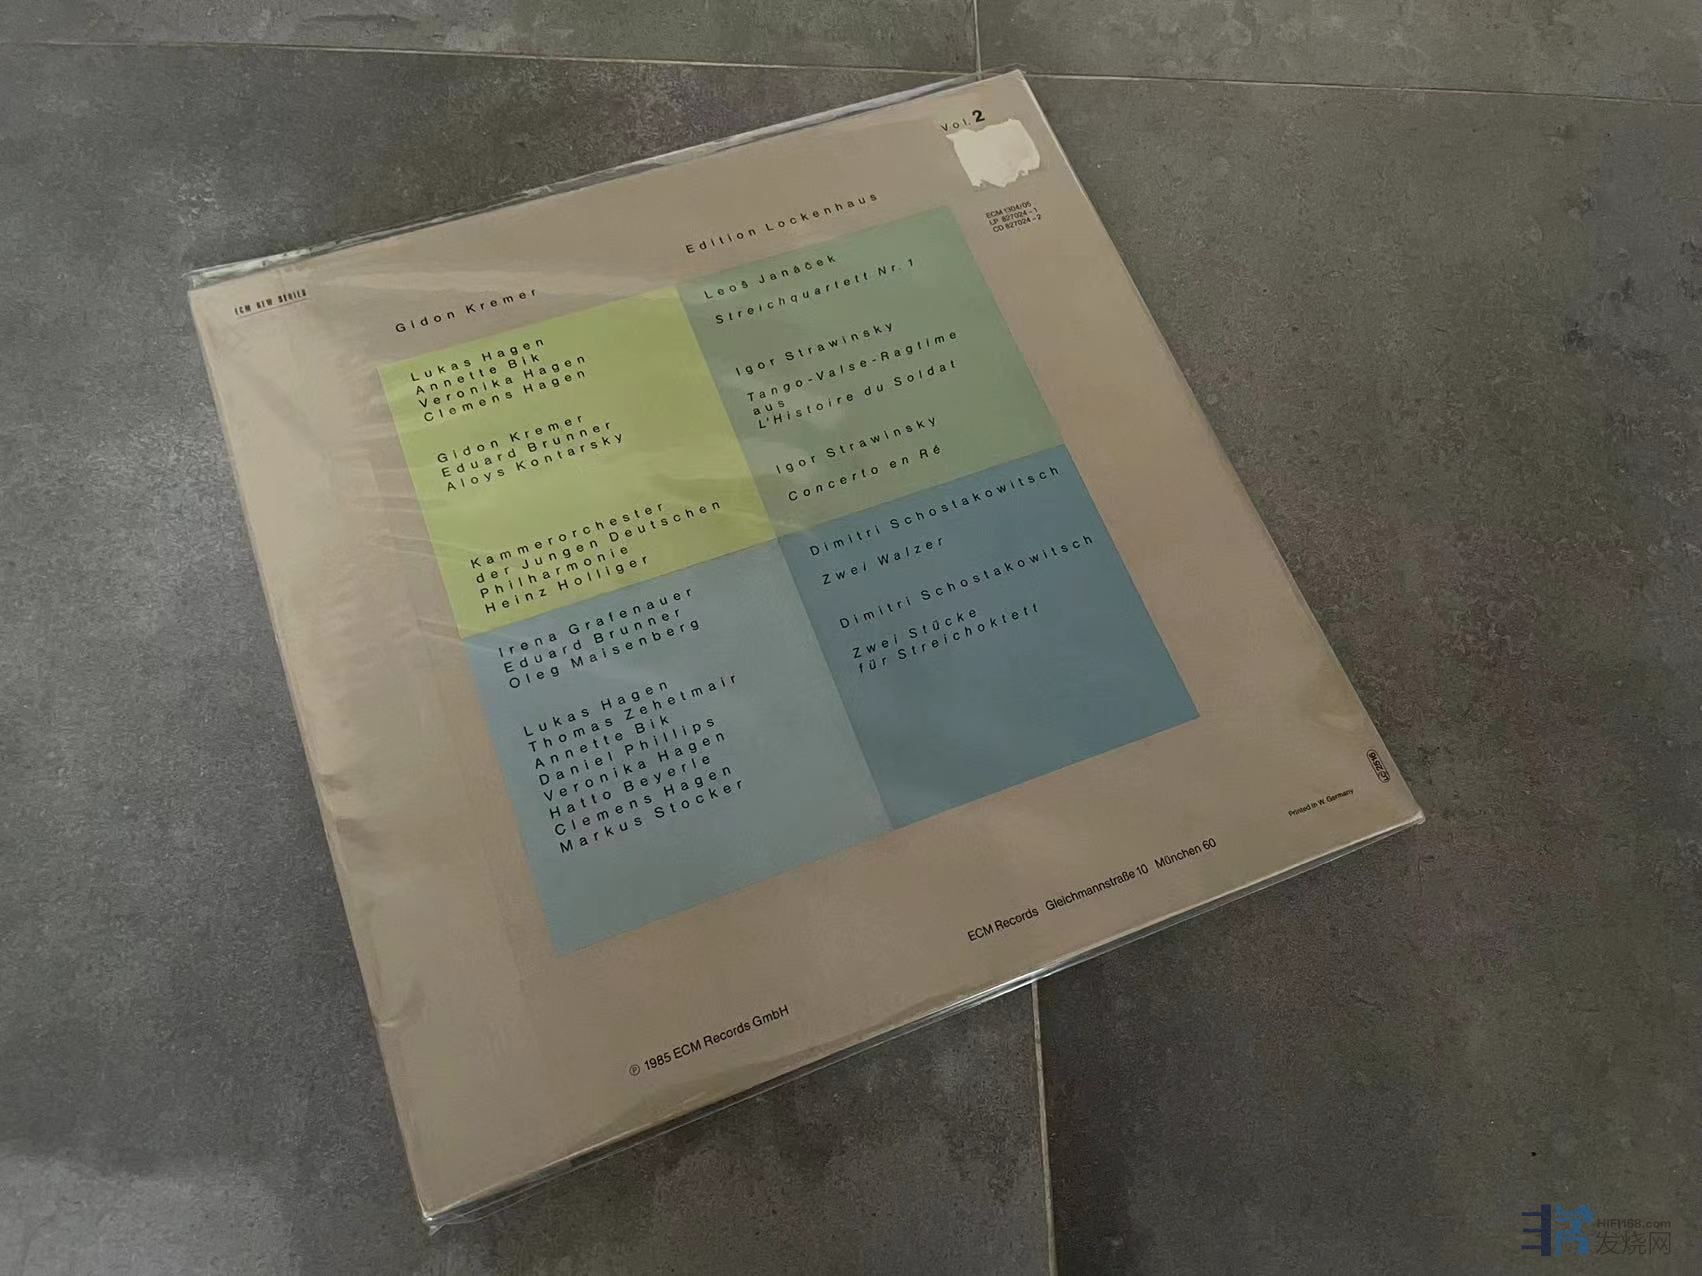 Vol. 2
ECM 1304/05
LP 827024-1
CD 827024-2
ECM NEW SERIES
Gidon Kremer
Edition Lockenhaus
Lukas Hagen
Annette Bik
Veronika Hagen
Clemens Hagen
Gidon Kremer
Eduard Brunner
Aloys Kontarsky
Kammerorchester
der Jungen Deutschen
Philharmonie
Heinz Holliger
Leoš Janáček
Streichquartett Nr. 1
Igor Strawinsky
Tango-Valse-Ragtime
aus
L'Histoire du Soldat
Igor Strawinsky
Concerto en Ré
Irena Grafenauer
Eduard Brunner
Oleg Maisenberg
Lukas Hagen
Thomas Zehetmair
Annette Bik
Daniel Phillips
Veronika Hagen
Hatto Beyerle
Clemens Hagen
Markus Stocker
Dimitri Schostakowitsch
Zwei Walzer
Dimitri Schostakowitsch
Zwei Stücke
für Streichoktett
LC 2516
Printed in W. Germany
ECM Records Gleichmannstraße 10 München 60
℗ 1985 ECM Records GmbH
HIFI168.com
发烧网